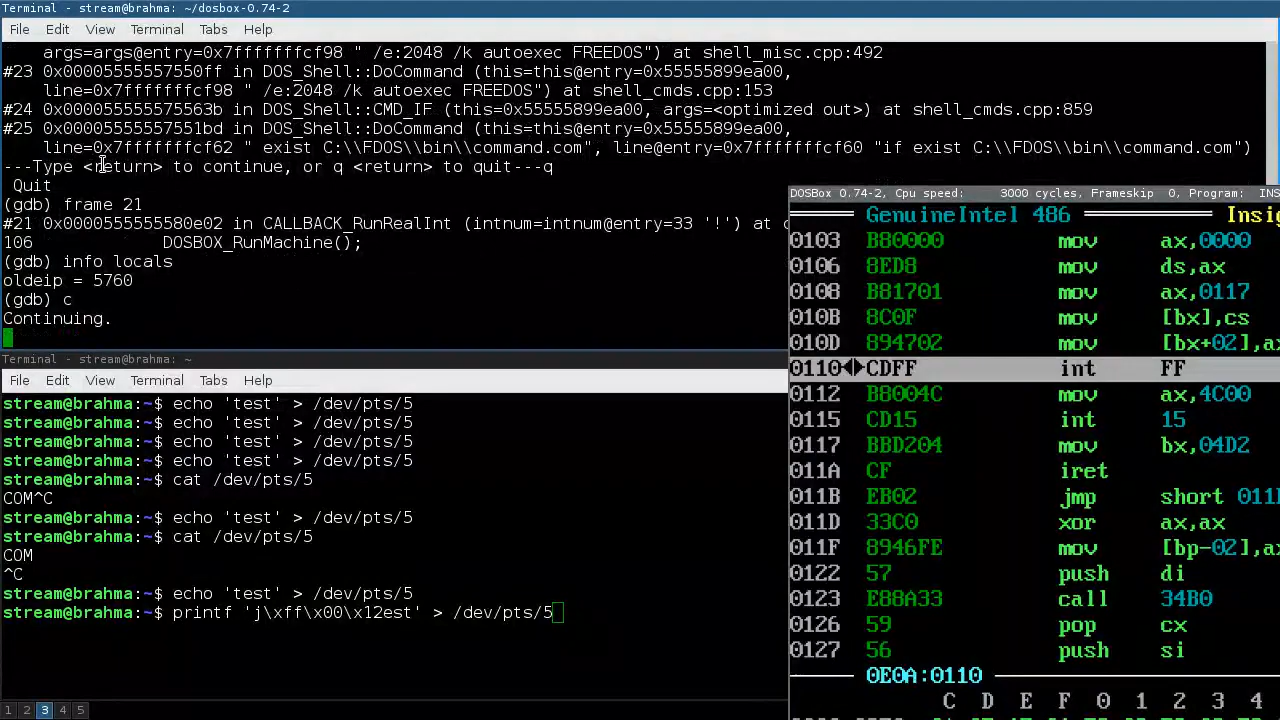 Terminal - stream@brahma: ~/dosbox-0.74-2
File Edit View Terminal Tabs Help
args=args@entry=0x7fffffffcf98 " /e:2048 /k autoexec FREEDOS") at shell_misc.cpp:492
#23 0x00005555557550ff in DOS_Shell::DoCommand (this=this@entry=0x55555899ea00,
line=0x7fffffffcf98 " /e:2048 /k autoexec FREEDOS") at shell_cmds.cpp:153
#24 0x000055555575563b in DOS_Shell::CMD_IF (this=0x55555899ea00, args=<optimized out>) at shell_cmds.cpp:859
#25 0x00005555557551bd in DOS_Shell::DoCommand (this=this@entry=0x55555899ea00,
line=0x7fffffffcf62 " exist C:\\FDOS\\bin\\command.com", line@entry=0x7fffffffcf60 "if exist C:\\FDOS\\bin\\command.com")
---Type <return> to continue, or q <return> to quit---q
Quit
(gdb) frame 21
#21 0x0000555555580e02 in CALLBACK_RunRealInt (intnum=intnum@entry=33 '!') at c
106 DOSBOX_RunMachine();
(gdb) info locals
oldeip = 5760
(gdb) c
Continuing.
Terminal - stream@brahma: ~
File Edit View Terminal Tabs Help
stream@brahma:~$ echo 'test' > /dev/pts/5
stream@brahma:~$ echo 'test' > /dev/pts/5
stream@brahma:~$ echo 'test' > /dev/pts/5
stream@brahma:~$ echo 'test' > /dev/pts/5
stream@brahma:~$ cat /dev/pts/5
COM^C
stream@brahma:~$ echo 'test' > /dev/pts/5
stream@brahma:~$ cat /dev/pts/5
COM
^C
stream@brahma:~$ echo 'test' > /dev/pts/5
stream@brahma:~$ printf 'j\xff\x00\x12est' > /dev/pts/5
1 2 3 4 5
DOSBox 0.74-2, Cpu speed: 3000 cycles, Frameskip 0, Program: INS
GenuineIntel 486 Insig
0103 B80000 mov ax,0000
0106 8ED8 mov ds,ax
0108 B81701 mov ax,0117
010B 8C0F mov [bx],cs
010D 894702 mov [bx+02],ax
0110 CDFF int FF
0112 B8004C mov ax,4C00
0115 CD15 int 15
0117 BBD204 mov bx,04D2
011A CF iret
011B EB02 jmp short 011
011D 33C0 xor ax,ax
011F 8946FE mov [bp-02],a
0122 57 push di
0123 E88A33 call 34B0
0126 59 pop cx
0127 56 push si
0E0A:0110
C D E F 0 1 2 3 4